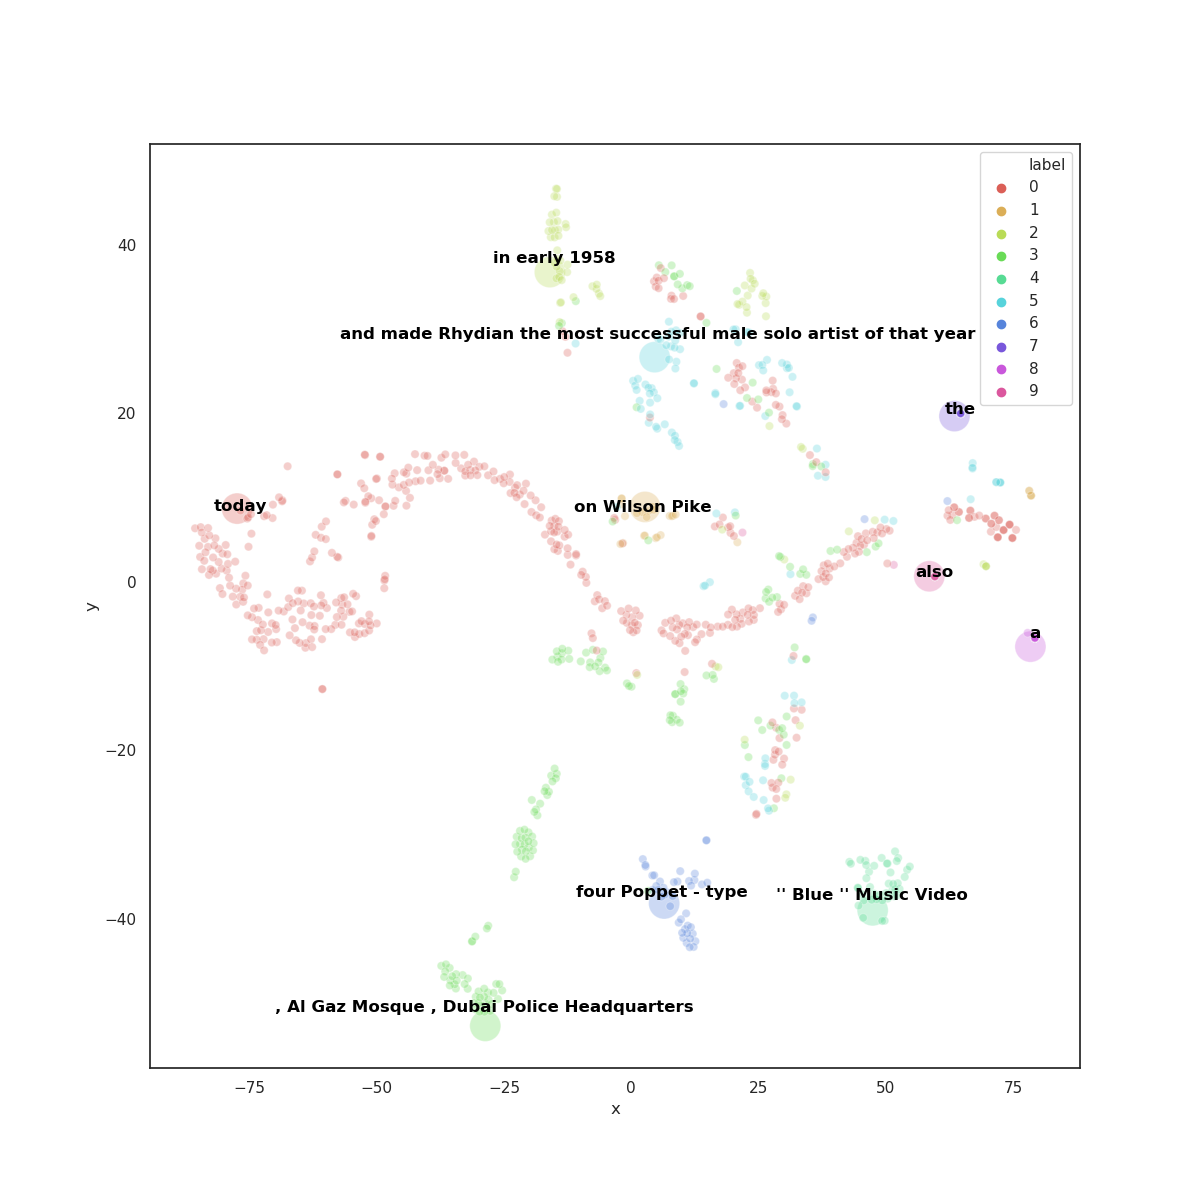 label
0
1
2
3
4
5
6
7
8
9
40
20
0
−20
−40
y
in early 1958
and made Rhydian the most successful male solo artist of that year
the
today
on Wilson Pike
also
a
four Poppet - type
'' Blue '' Music Video
, Al Gaz Mosque , Dubai Police Headquarters
−75
−50
−25
0
25
50
75
x